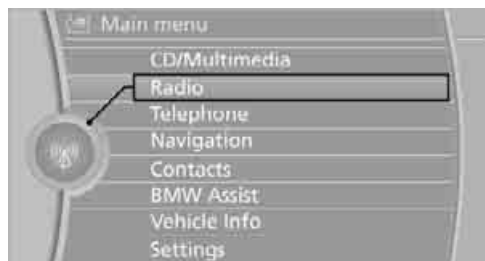 Main menu
CD/Multimedia
Radio
Telephone
Navigation
Contacts
BMW Assist
Vehicle Info
Settings